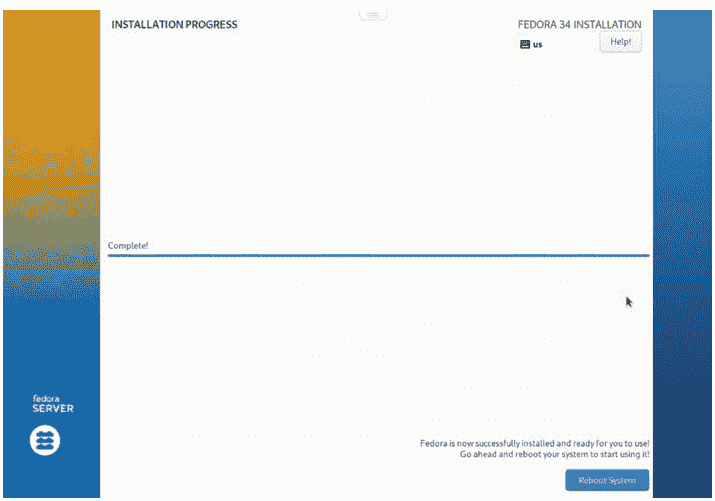 INSTALLATION PROGRESS
FEDORA 34 INSTALLATION
us
Help!
Complete!
fedora
SERVER
Fedora is now successfully installed and ready for you to use!
Go ahead and reboot your system to start using it!
Reboot System